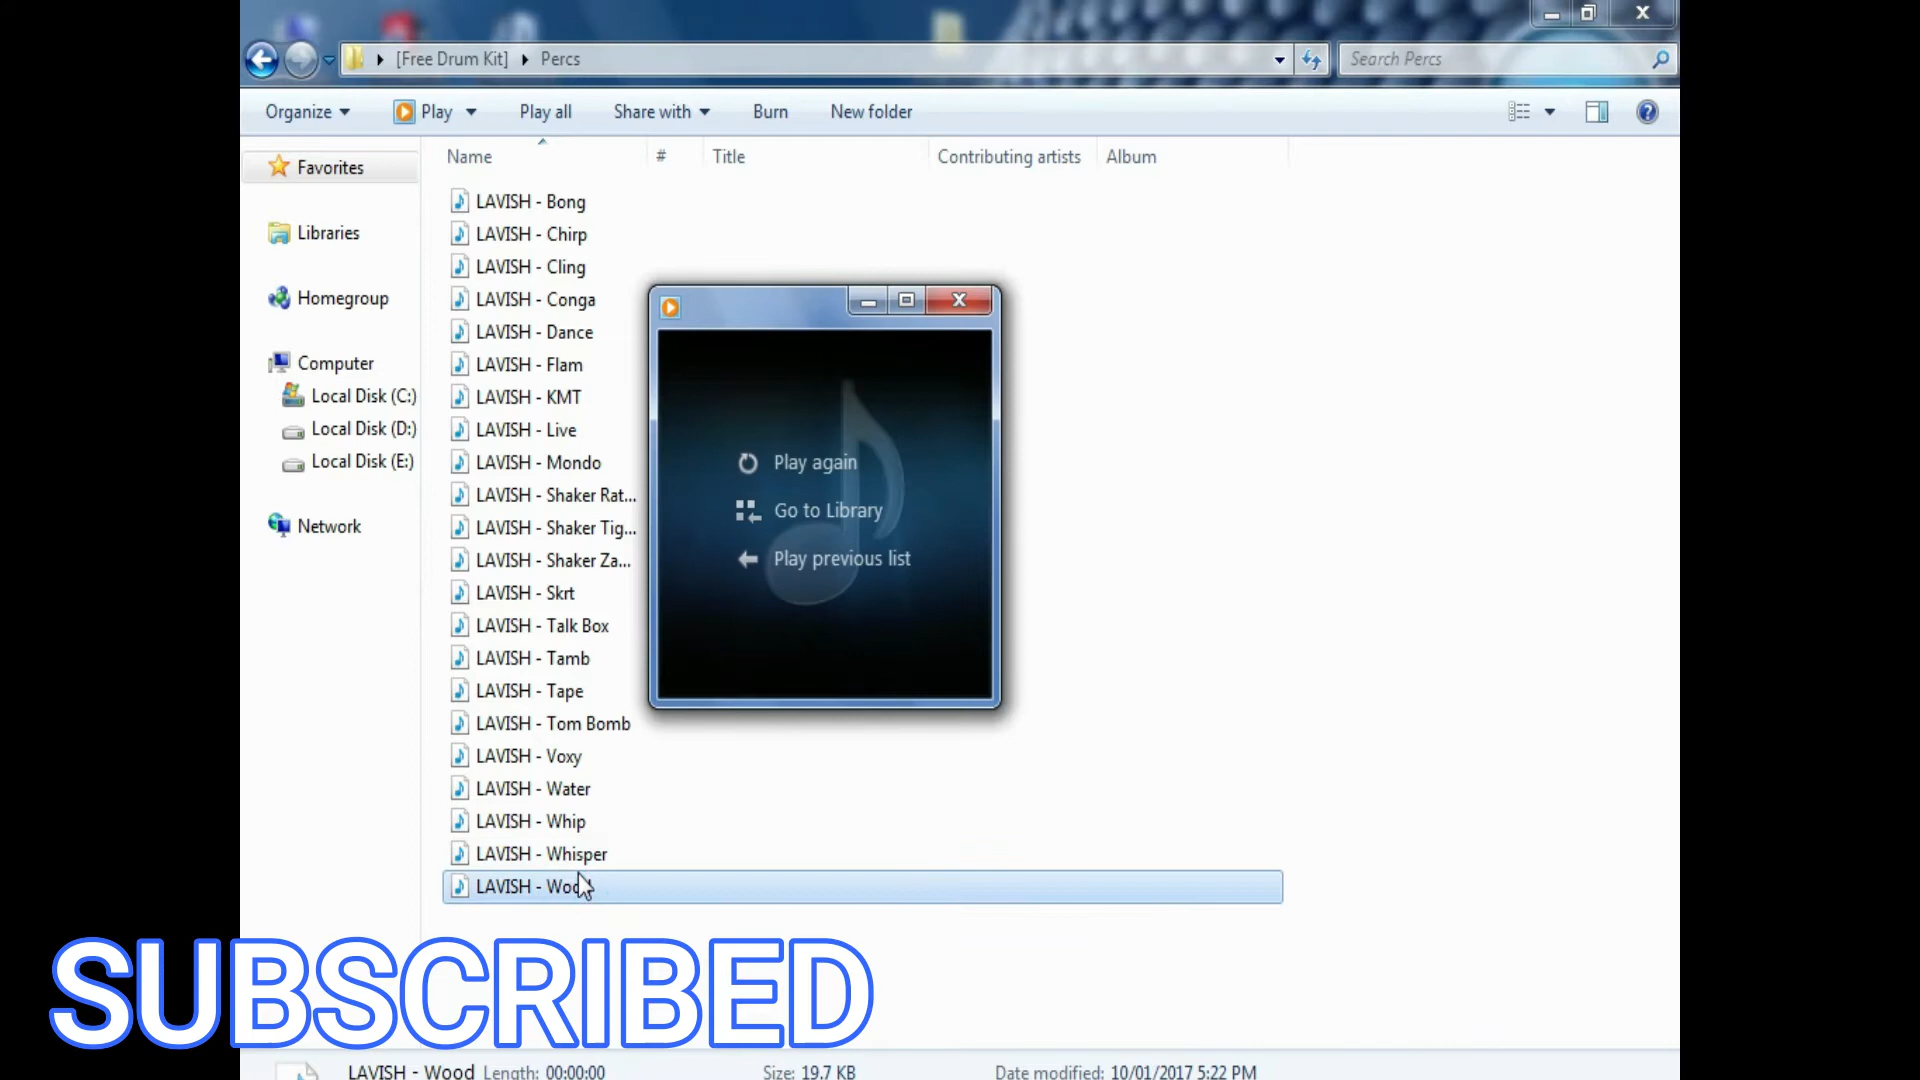 [Free Drum Kit] Percs
Search Percs
Organize Play Play all Share with Burn New folder
Name # Title Contributing artists Album
Favorites
Libraries
Homegroup
Computer
Local Disk (C:)
Local Disk (D:)
Local Disk (E:)
Network
LAVISH - Bong
LAVISH - Chirp
LAVISH - Cling
LAVISH - Conga
LAVISH - Dance
LAVISH - Flam
LAVISH - KMT
LAVISH - Live
LAVISH - Mondo
LAVISH - Shaker Rat...
LAVISH - Shaker Tig...
LAVISH - Shaker Za...
LAVISH - Skrt
LAVISH - Talk Box
LAVISH - Tamb
LAVISH - Tape
LAVISH - Tom Bomb
LAVISH - Voxy
LAVISH - Water
LAVISH - Whip
LAVISH - Whisper
LAVISH - Wood
Play again
Go to Library
Play previous list
SUBSCRIBED
LAVISH - Wood Length: 00:00:00 Size: 19.7 KB Date modified: 10/01/2017 5:22 PM